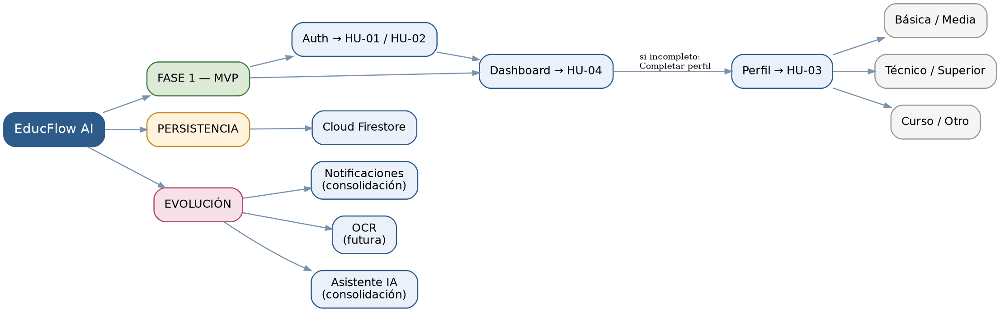 EducFlow AI
FASE 1 — MVP
Auth → HU-01 / HU-02
Dashboard → HU-04
si incompleto:
Completar perfil
Perfil → HU-03
Básica / Media
Técnico / Superior
Curso / Otro
PERSISTENCIA
Cloud Firestore
EVOLUCIÓN
Notificaciones
(consolidación)
OCR
(futura)
Asistente IA
(consolidación)